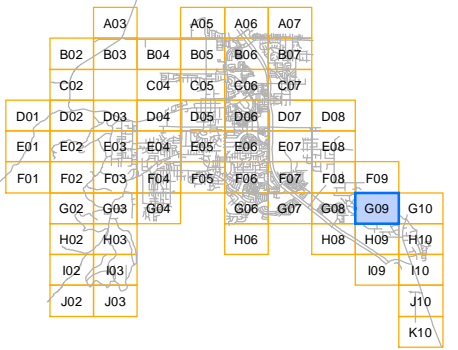 A03 A05 A06 A07
B02 B03 B04 B05 B06 B07
C02 C04 C05 C06 C07
D01 D02 D03 D04 D05 D06 D07 D08
E01 E02 E03 E04 E05 E06 E07 E08
F01 F02 F03 F04 F05 F06 F07 F08 F09
G02 G03 G04 G06 G07 G08 G09 G10
H02 H03 H06 H08 H09 H10
I02 I03 I09 I10
J02 J03 J10
K10